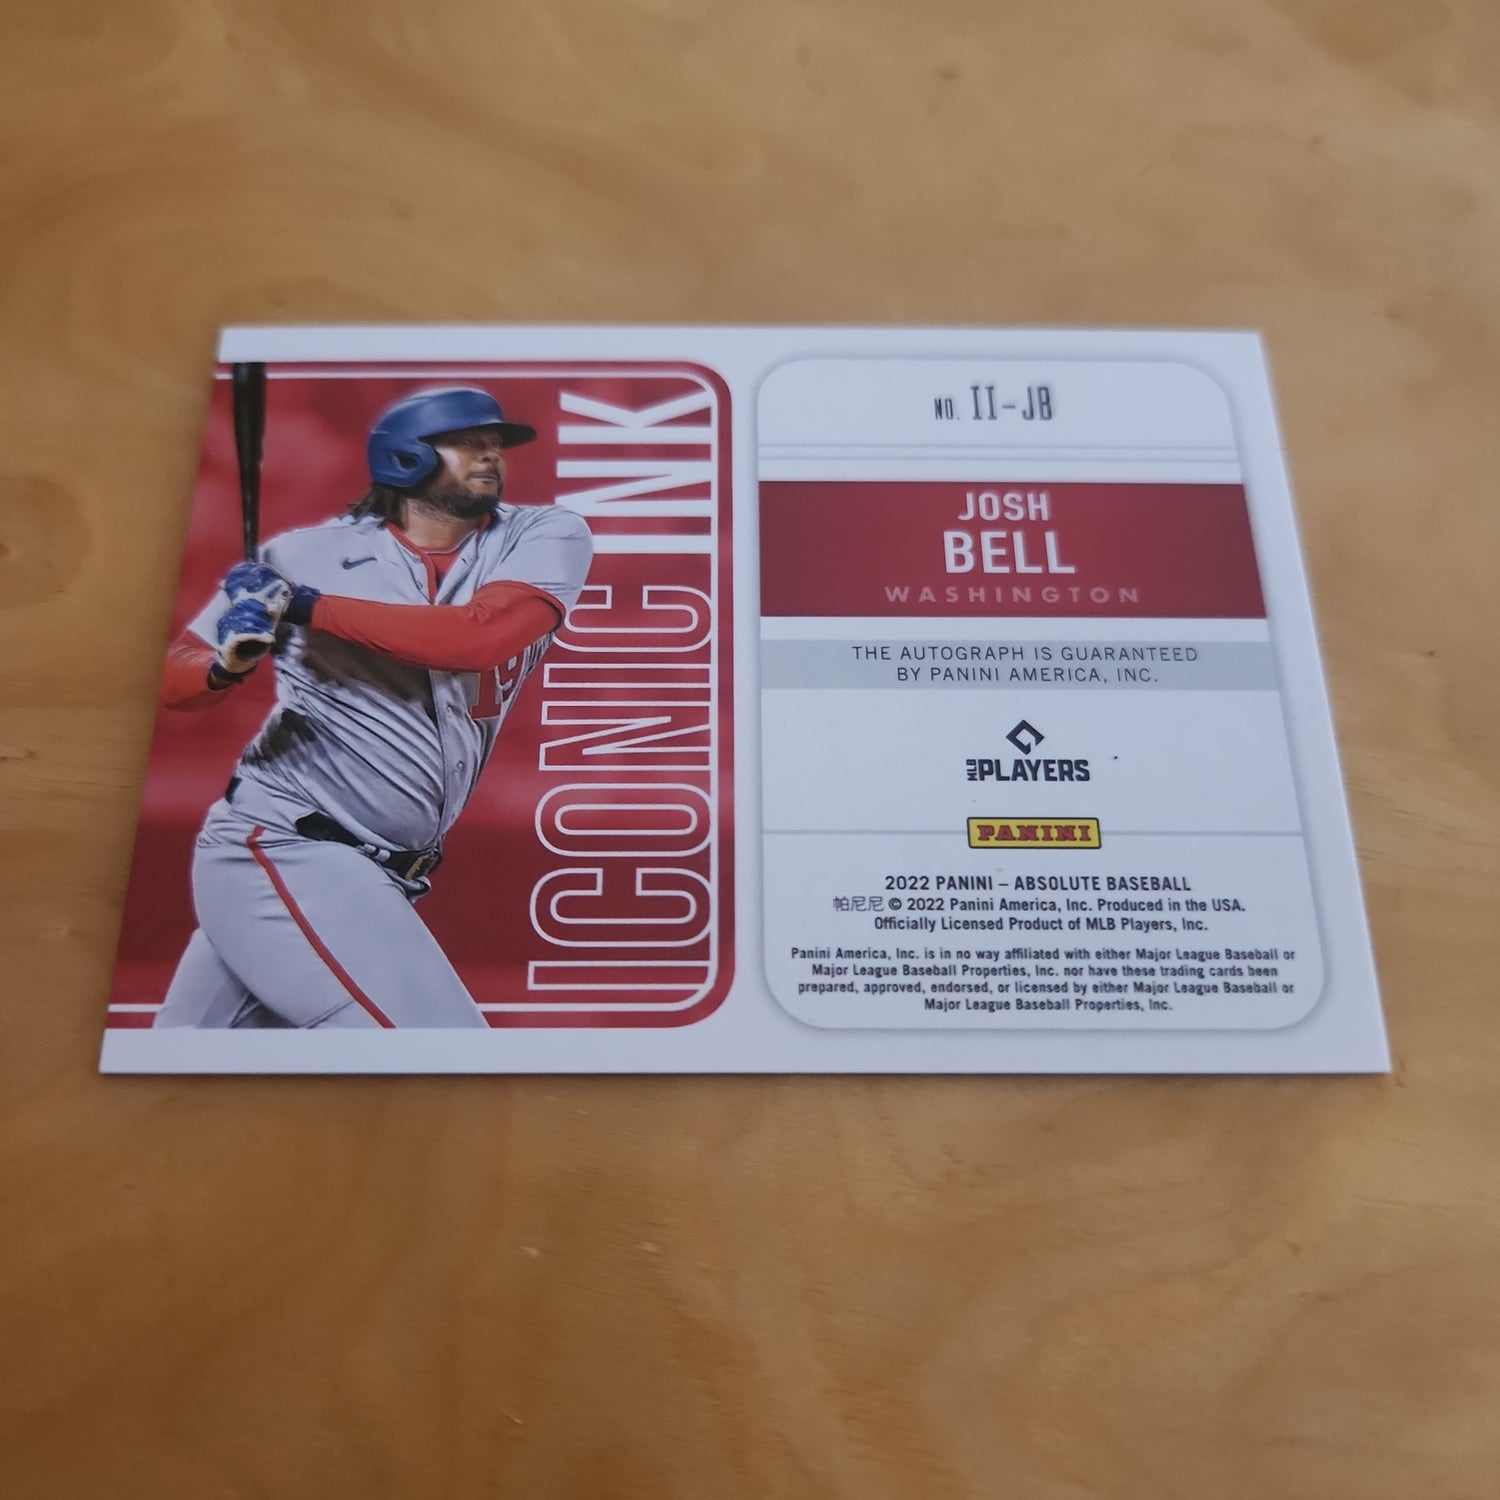 ICONIC INK
19
NO. II-JB
JOSH
BELL
WASHINGTON
THE AUTOGRAPH IS GUARANTEED
BY PANINI AMERICA, INC.
MLB PLAYERS
PANINI
2022 PANINI – ABSOLUTE BASEBALL
帕尼尼 © 2022 Panini America, Inc. Produced in the USA.
Officially Licensed Product of MLB Players, Inc.
Panini America, Inc. is in no way affiliated with either Major League Baseball or
Major League Baseball Properties, Inc. nor have these trading cards been
prepared, approved, endorsed, or licensed by either Major League Baseball or
Major League Baseball Properties, Inc.